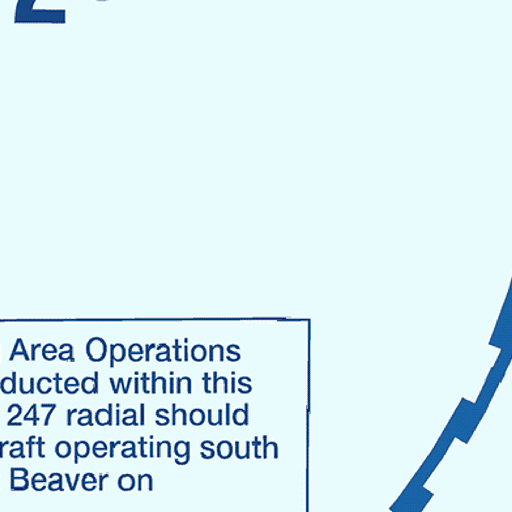 Area Operations
ducted within this
247 radial should
raft operating south
Beaver on